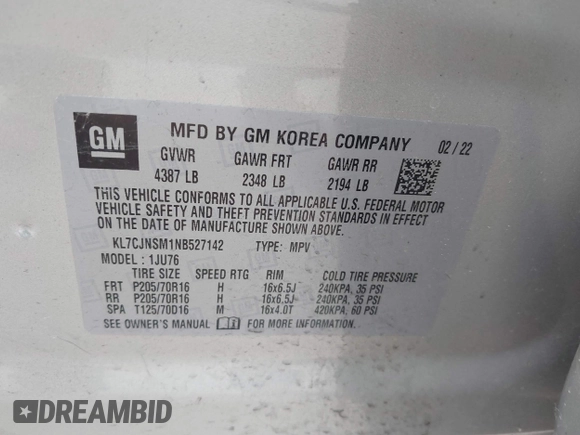 GM
MFD BY GM KOREA COMPANY 02/22
GVWR GAWR FRT GAWR RR
4387 LB 2348 LB 2194 LB
THIS VEHICLE CONFORMS TO ALL APPLICABLE U.S. FEDERAL MOTOR
VEHICLE SAFETY AND THEFT PREVENTION STANDARDS IN EFFECT
ON THE DATE OF MANUFACTURE SHOWN ABOVE.
KL7CJNSM1NB527142 TYPE: MPV
MODEL: 1JU76
TIRE SIZE SPEED RTG RIM COLD TIRE PRESSURE
FRT P205/70R16 H 16x6.5J 240KPA, 35 PSI
RR P205/70R16 H 16x6.5J 240KPA, 35 PSI
SPA T125/70D16 M 16x4.0T 420KPA, 60 PSI
SEE OWNER'S MANUAL FOR MORE INFORMATION.
DREAMBID